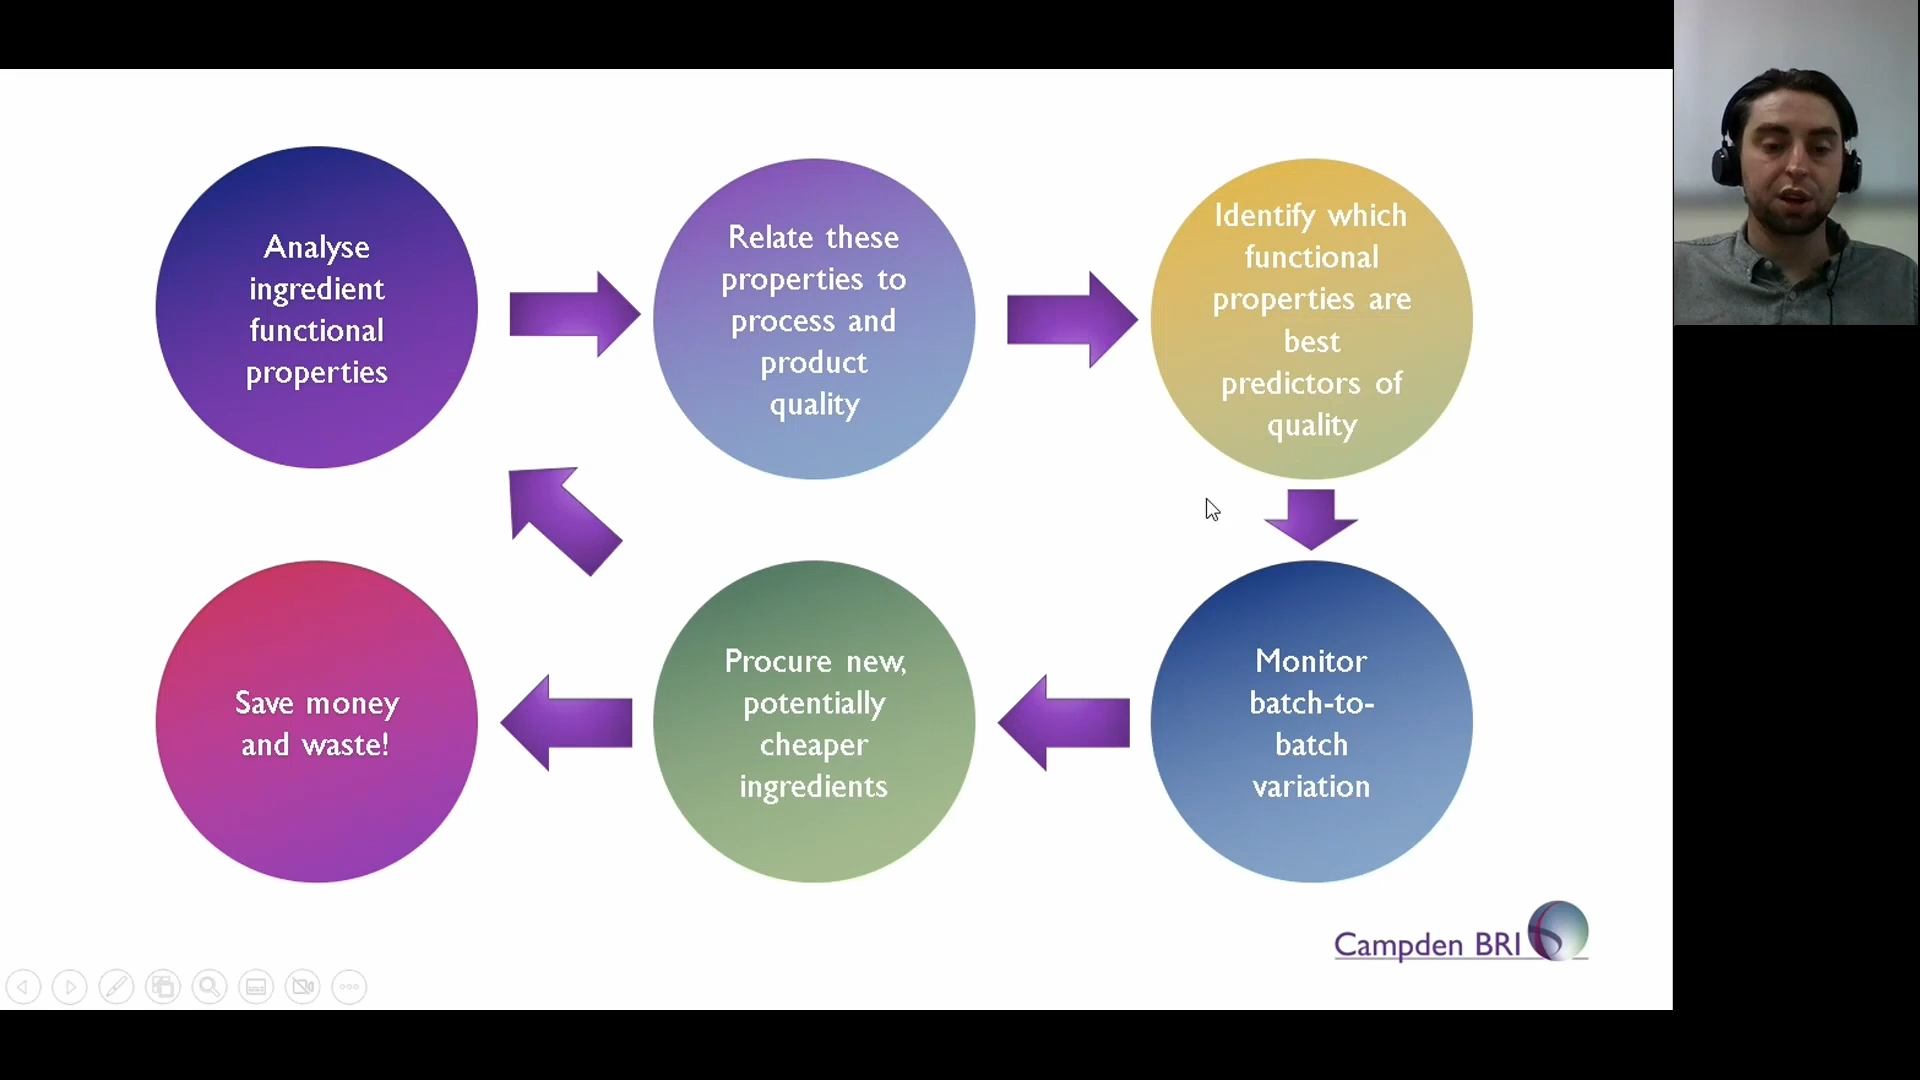 Analyse
ingredient
functional
properties
Relate these
properties to
process and
product
quality
Identify which
functional
properties are
best
predictors of
quality
Save money
and waste!
Procure new,
potentially
cheaper
ingredients
Monitor
batch-to-
batch
variation
Campden BRI